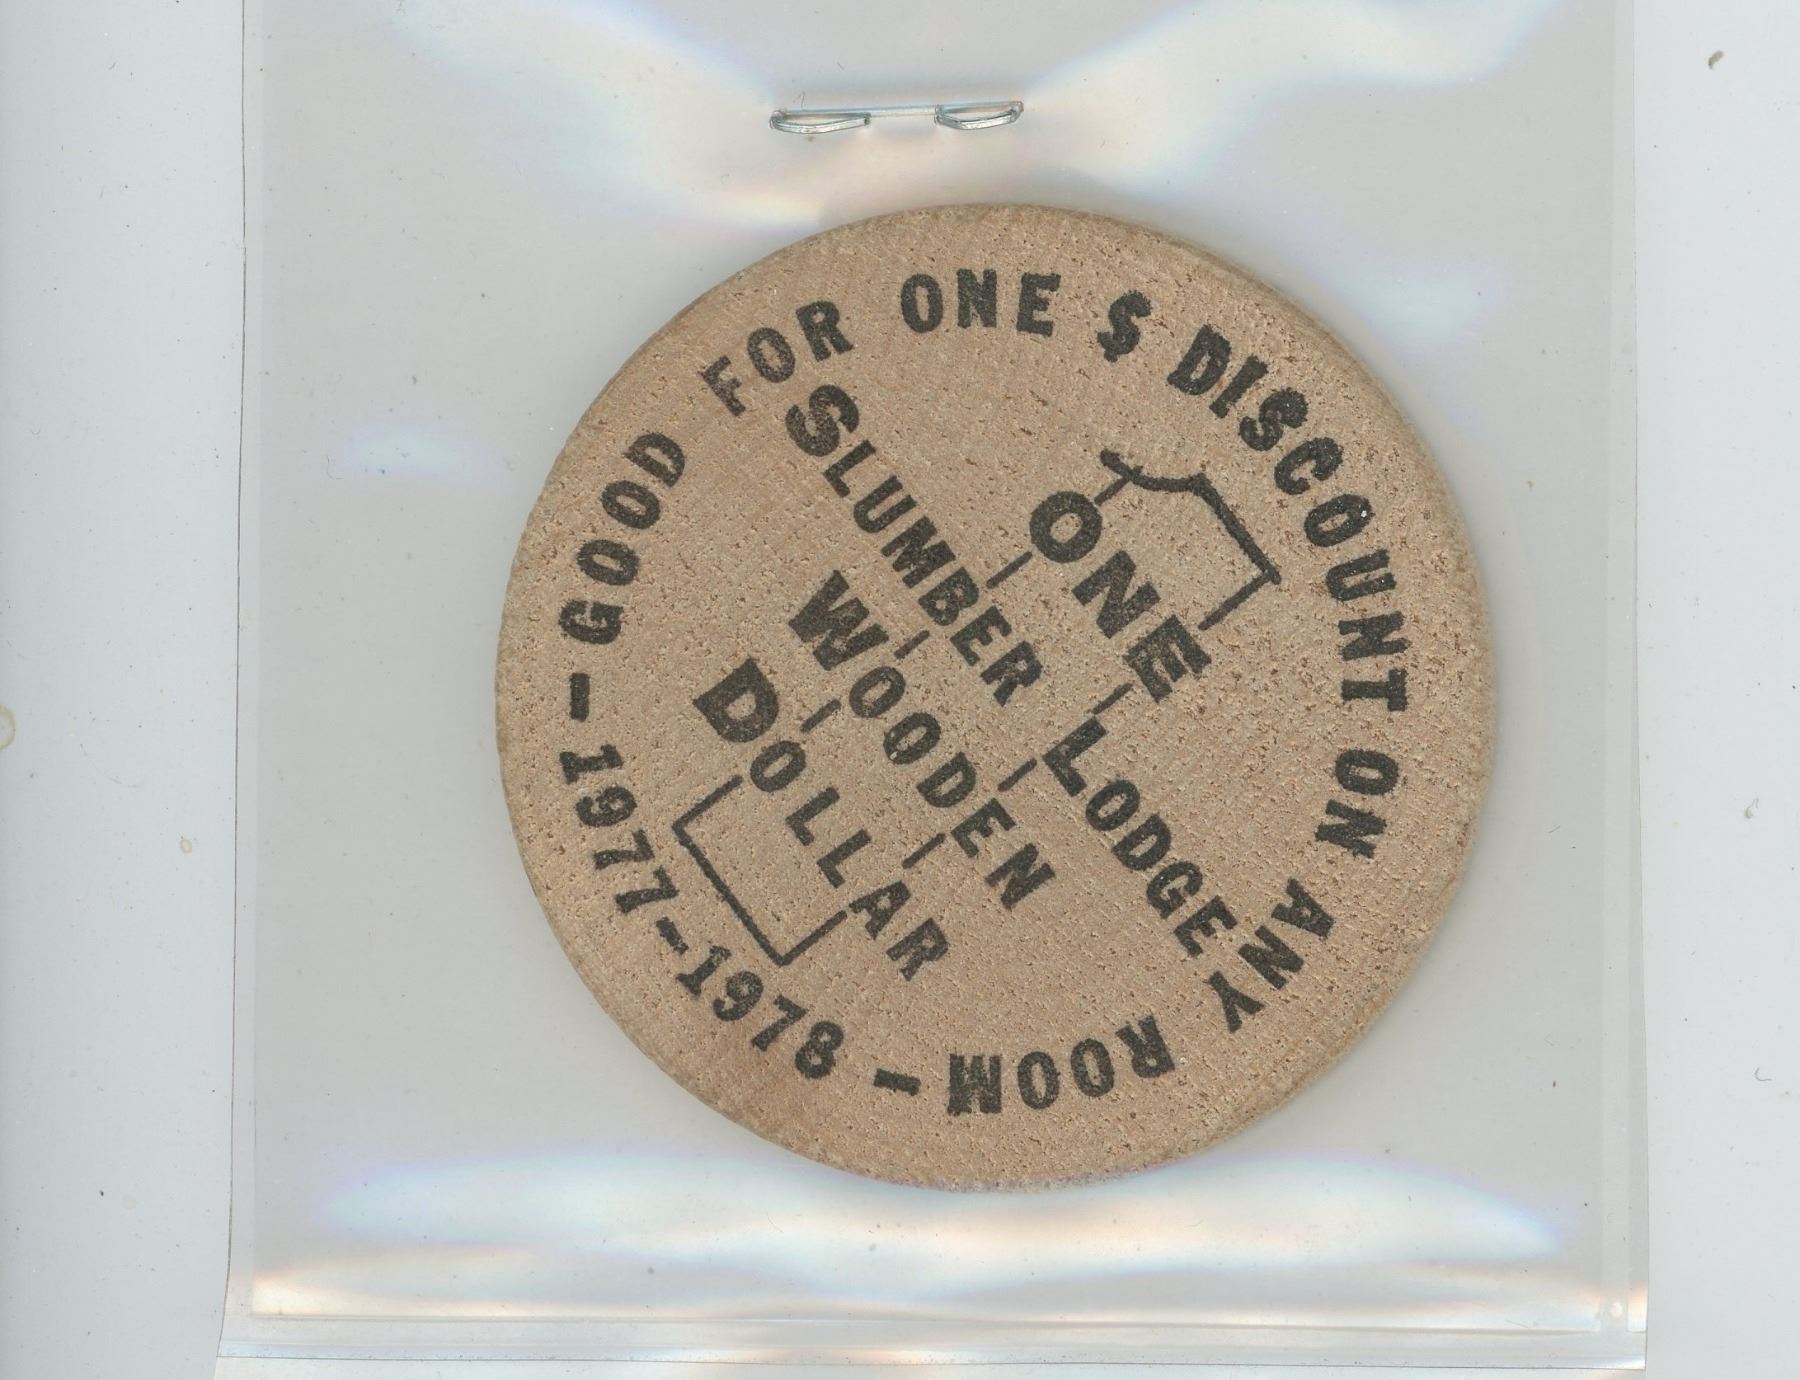 GOOD FOR ONE $ DISCOUNT ON ANY ROOM – 1977–1978 –
ONE
SLUMBER LODGE
WOODEN
DOLLAR